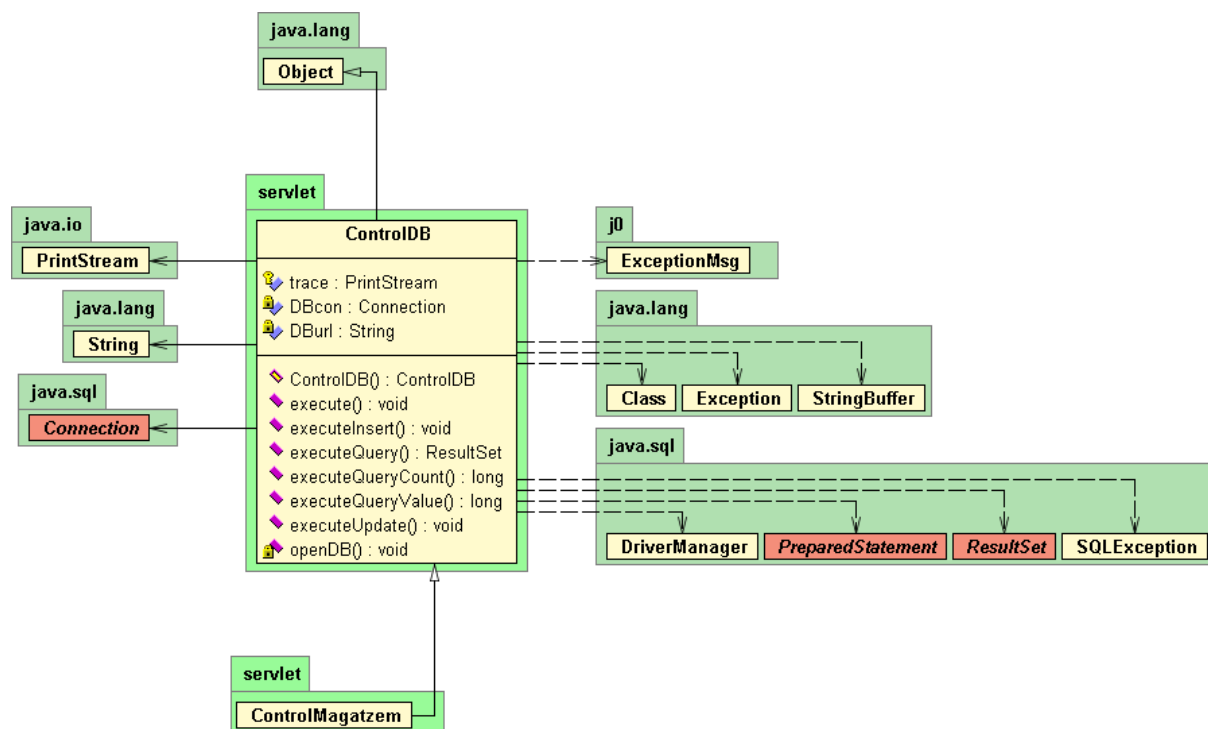 java.lang
Object
servlet
ControlDB
trace : PrintStream
DBcon : Connection
DBurl : String
ControlDB() : ControlDB
execute() : void
executeInsert() : void
executeQuery() : ResultSet
executeQueryCount() : long
executeQueryValue() : long
executeUpdate() : void
openDB() : void
java.io
PrintStream
java.lang
String
java.sql
Connection
j0
ExceptionMsg
java.lang
Class Exception StringBuffer
java.sql
DriverManager PreparedStatement ResultSet SQLException
servlet
ControlMagatzem